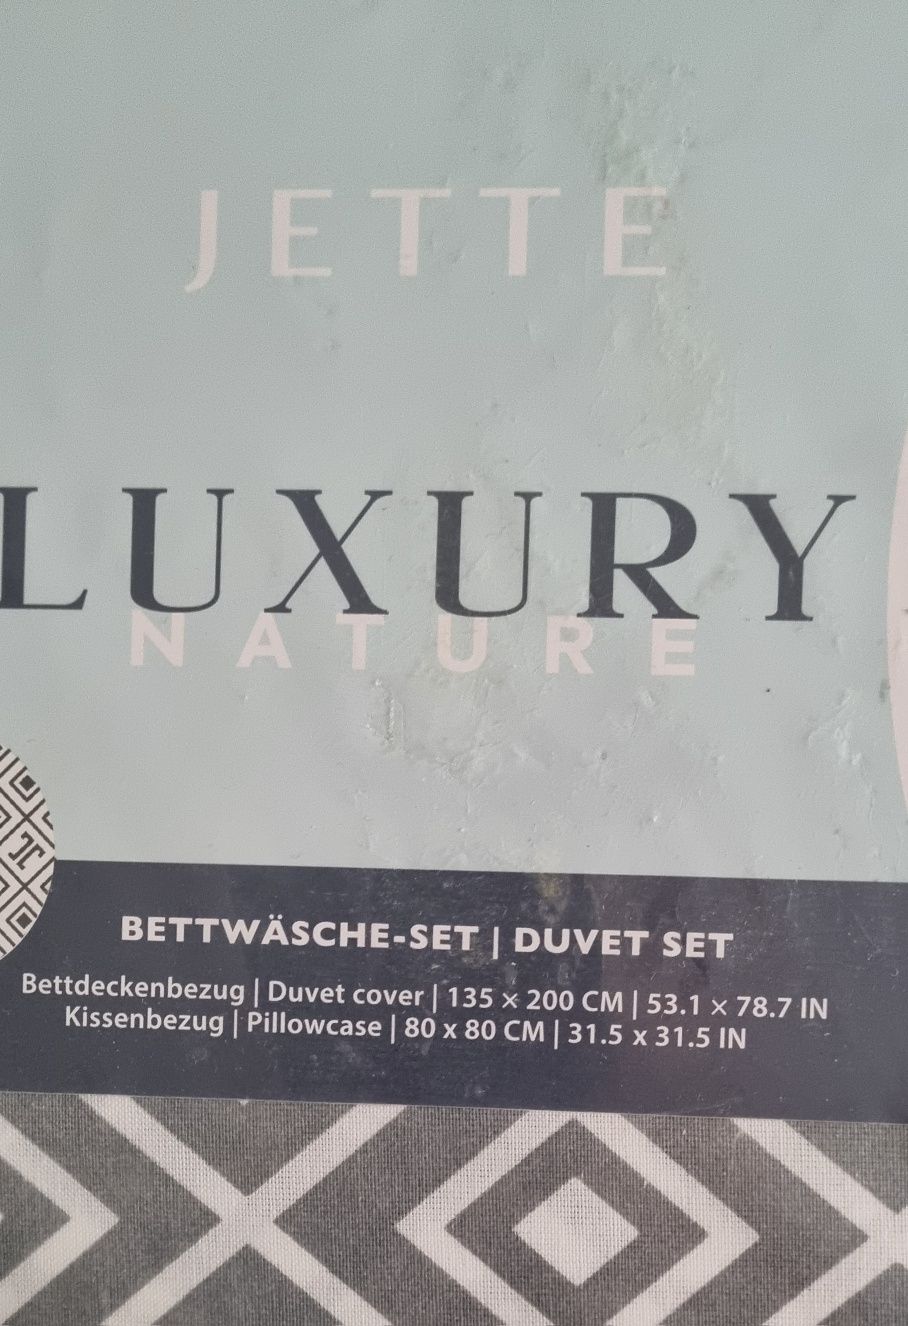 JETTE
LUXURY
NATURE
BETTWÄSCHE-SET | DUVET SET
Bettdeckenbezug | Duvet cover | 135 × 200 CM | 53.1 × 78.7 IN
Kissenbezug | Pillowcase | 80 x 80 CM | 31.5 x 31.5 IN